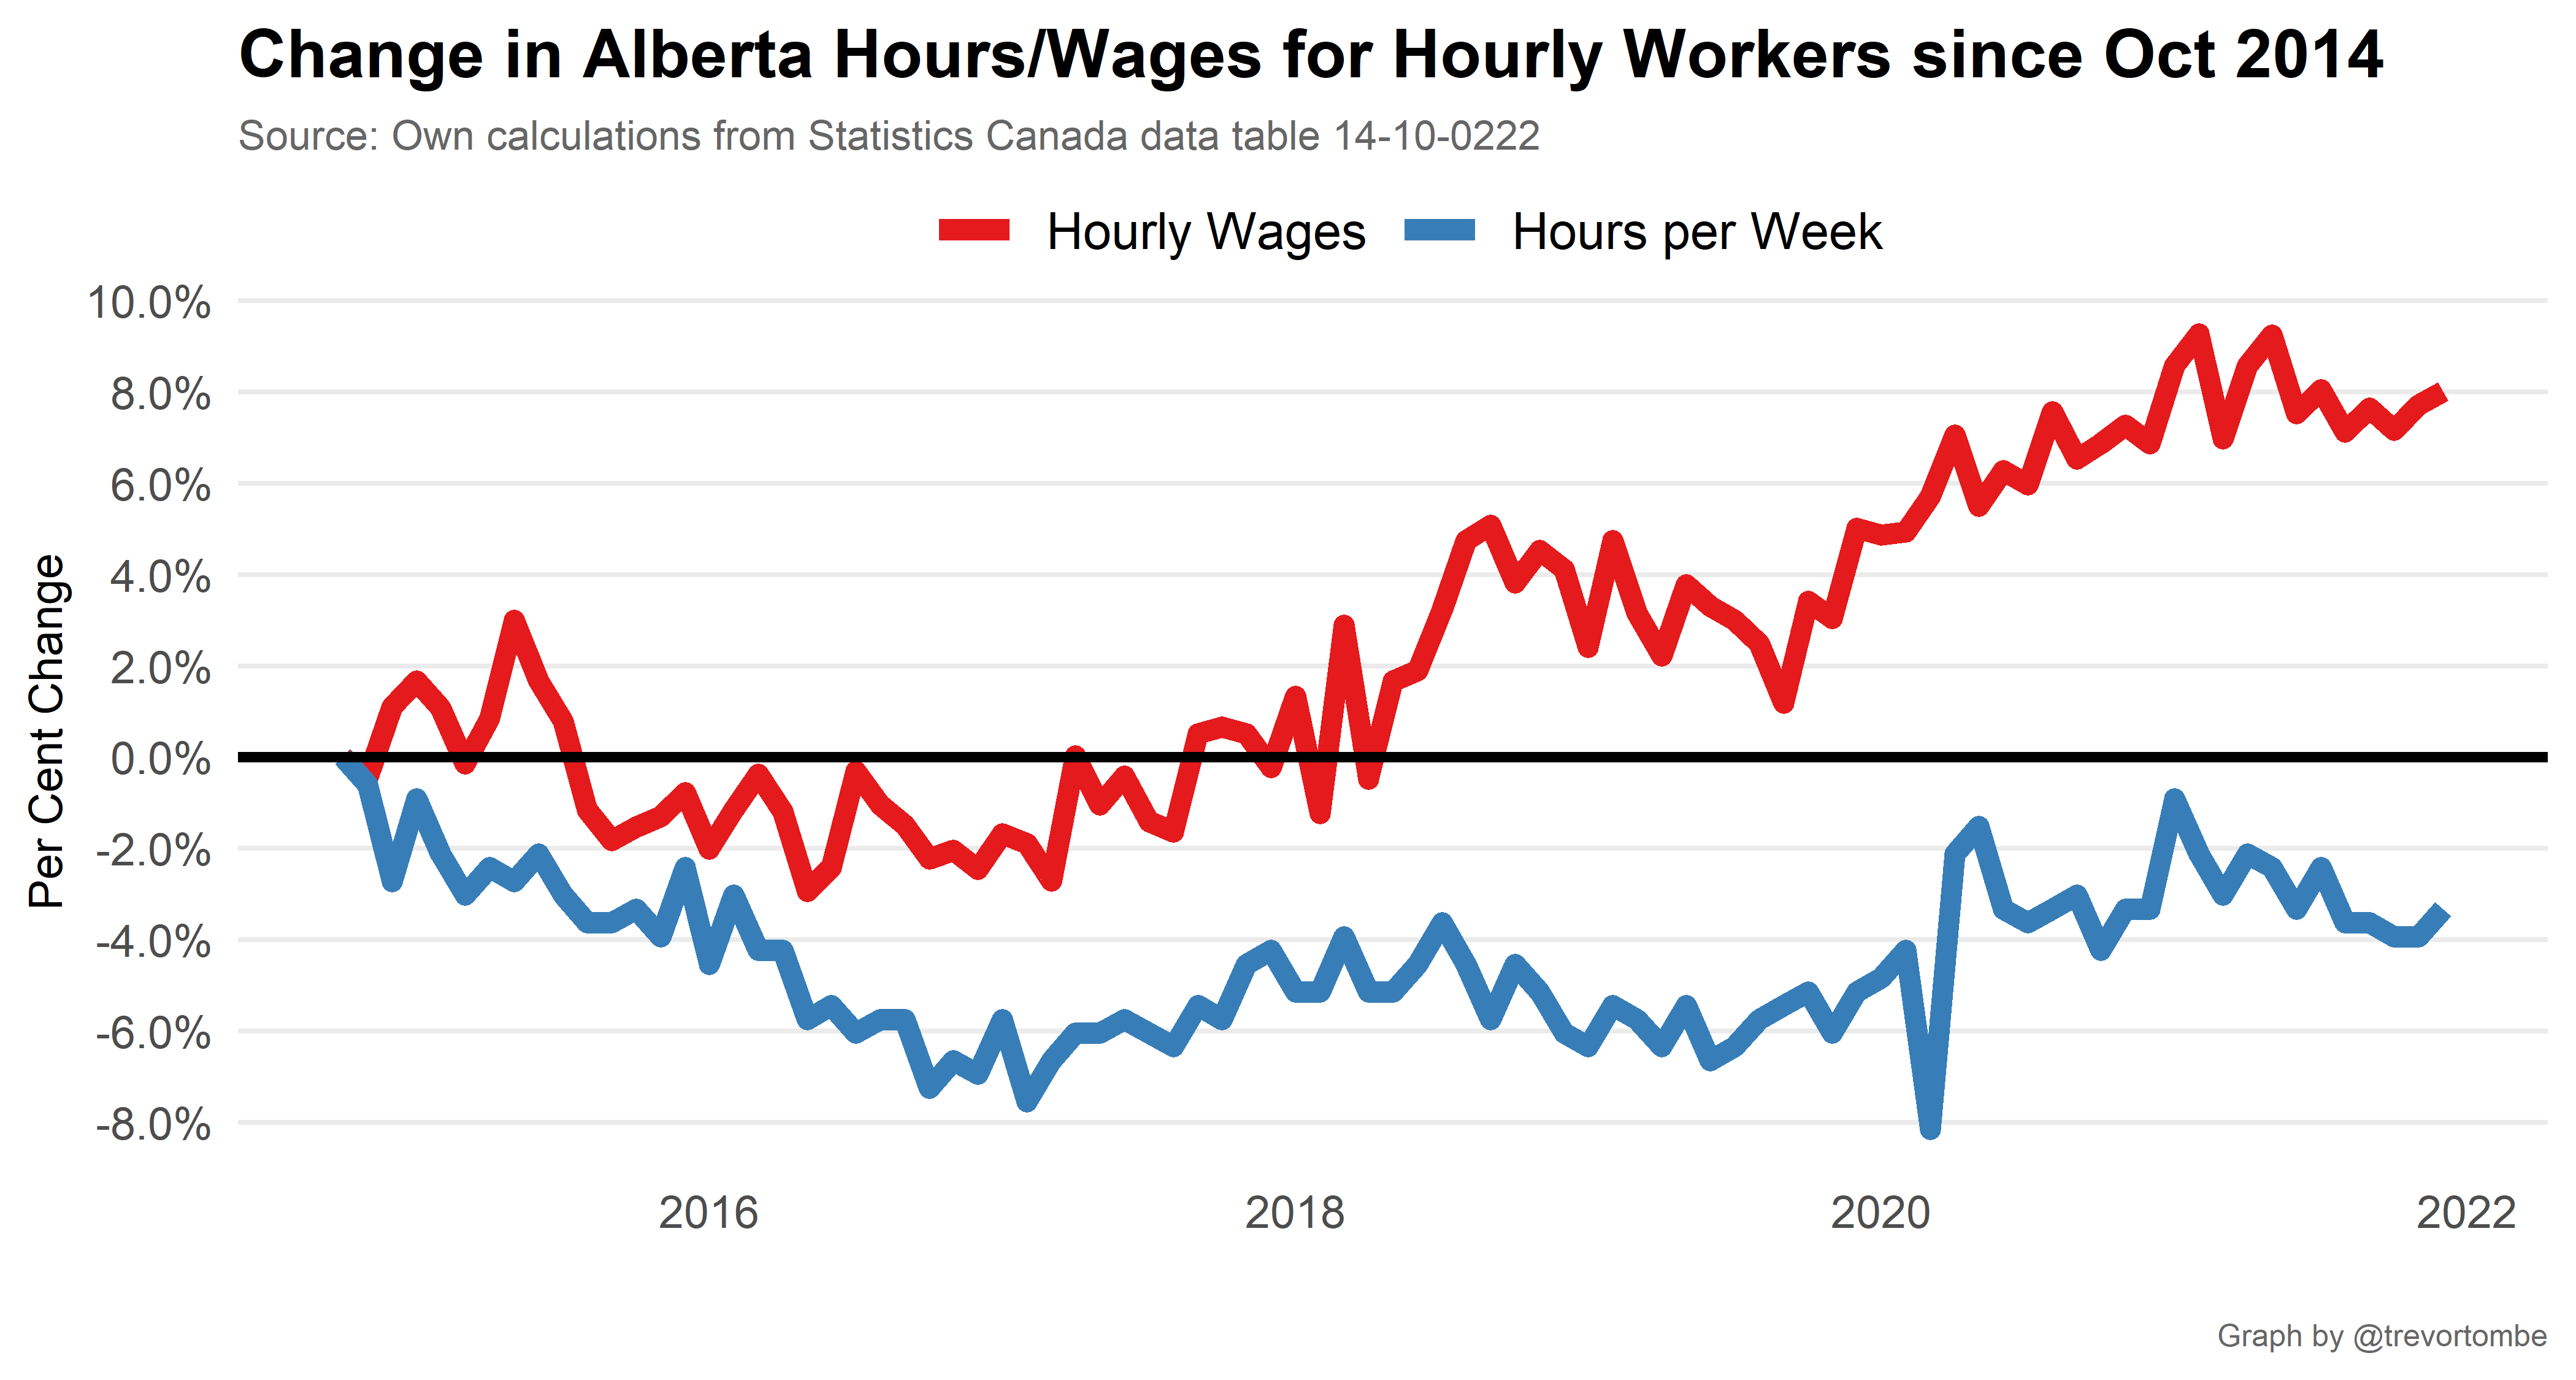 Change in Alberta Hours/Wages for Hourly Workers since Oct 2014
Source: Own calculations from Statistics Canada data table 14-10-0222
Hourly Wages Hours per Week
Per Cent Change
10.0%
8.0%
6.0%
4.0%
2.0%
0.0%
-2.0%
-4.0%
-6.0%
-8.0%
2016 2018 2020 2022
Graph by @trevortombe